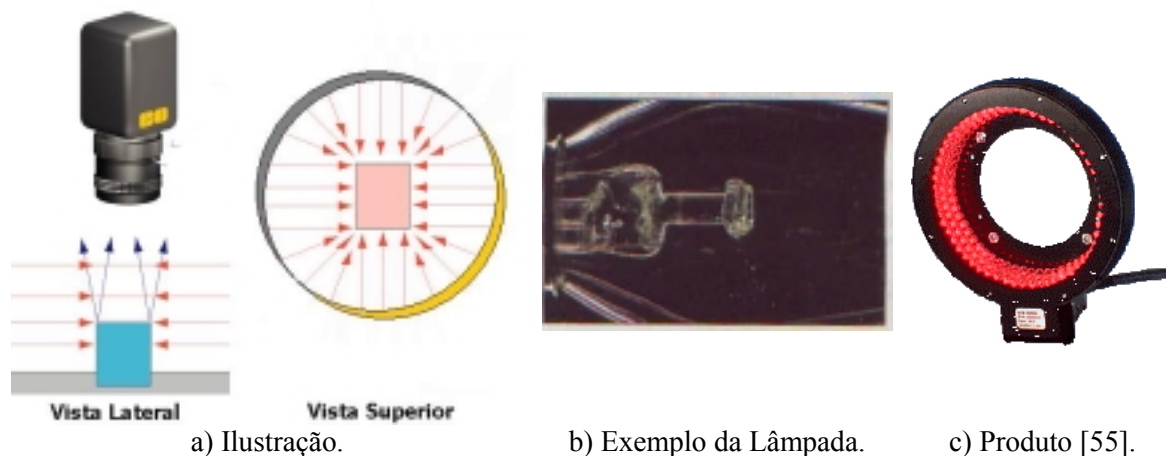 Vista Lateral
Vista Superior
a) Ilustração.
b) Exemplo da Lâmpada.
c) Produto [55].